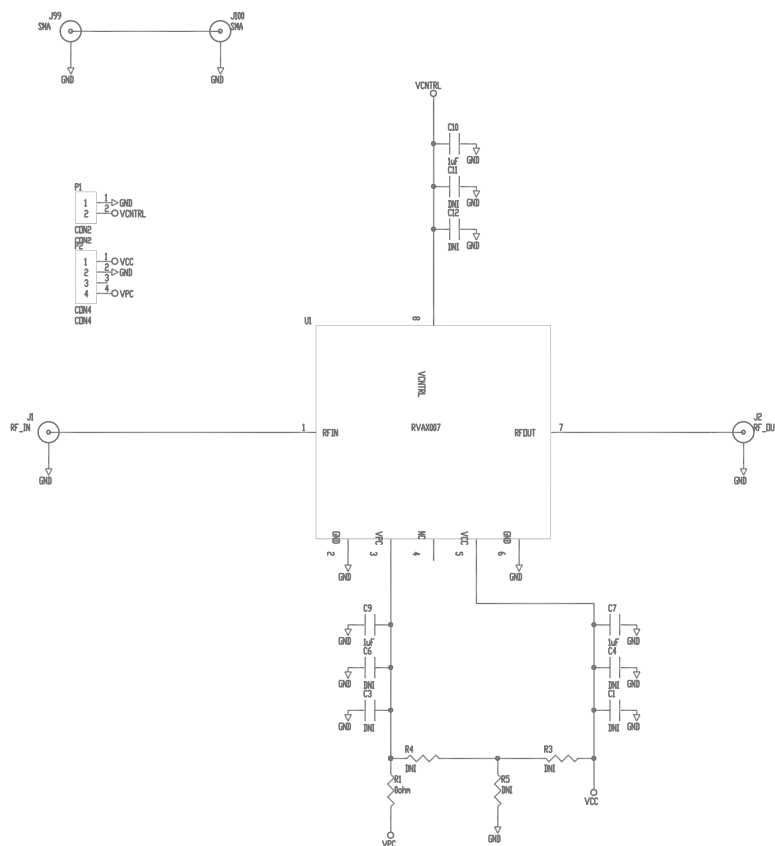 J99
SMA
J100
SMA
GND
GND
VCNTRL
C10
1uF
GND
C11
DNI
GND
C12
DNI
GND
P1
1 1 GND
2 2 VCNTRL
CON2
CON2
P2
1 1 VCC
2 2 GND
3 3
4 4 VPC
CON4
CON4
U1
8
VCNTRL
J1
RF_IN
1
RFIN
RVAX007
RFOUT
7
J2
RF_OU
GND
GND
GND
VPC
NC
VCC
GND
2
3
4
5
6
GND
GND
C9
1uF
GND
C7
1uF
GND
C6
DNI
GND
C4
DNI
GND
C3
DNI
GND
C1
DNI
GND
R4
DNI
R3
DNI
R1
0ohm
R5
DNI
VCC
VPC
GND